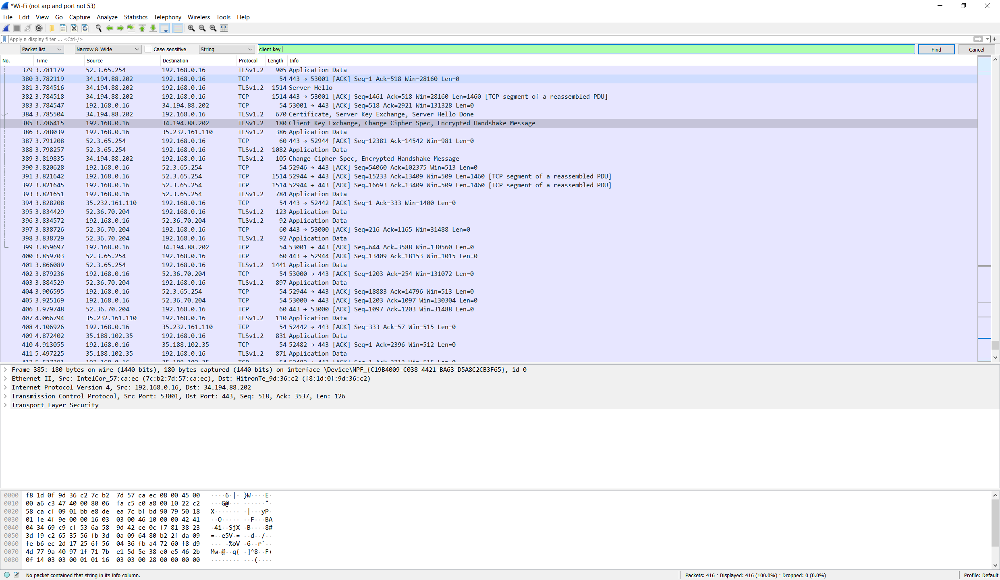 *Wi-Fi (not arp and port not 53)
File Edit View Go Capture Analyze Statistics Telephony Wireless Tools Help
Apply a display filter ... <Ctrl-/>
Packet list Narrow & Wide Case sensitive String client key Find Cancel
No. Time Source Destination Protocol Length Info
379 3.781179 52.3.65.254 192.168.0.16 TLSv1.2 905 Application Data
380 3.782119 34.194.88.202 192.168.0.16 TCP 54 443 → 53001 [ACK] Seq=1 Ack=518 Win=28160 Len=0
381 3.784516 34.194.88.202 192.168.0.16 TLSv1.2 1514 Server Hello
382 3.784518 34.194.88.202 192.168.0.16 TCP 1514 443 → 53001 [ACK] Seq=1461 Ack=518 Win=28160 Len=1460 [TCP segment of a reassembled PDU]
383 3.784547 192.168.0.16 34.194.88.202 TCP 54 53001 → 443 [ACK] Seq=518 Ack=2921 Win=131328 Len=0
384 3.785504 34.194.88.202 192.168.0.16 TLSv1.2 670 Certificate, Server Key Exchange, Server Hello Done
385 3.786415 192.168.0.16 34.194.88.202 TLSv1.2 180 Client Key Exchange, Change Cipher Spec, Encrypted Handshake Message
386 3.788039 192.168.0.16 35.232.161.110 TLSv1.2 386 Application Data
387 3.791208 52.3.65.254 192.168.0.16 TCP 60 443 → 52944 [ACK] Seq=12381 Ack=14542 Win=981 Len=0
388 3.798257 52.3.65.254 192.168.0.16 TLSv1.2 1082 Application Data
389 3.819835 34.194.88.202 192.168.0.16 TLSv1.2 105 Change Cipher Spec, Encrypted Handshake Message
390 3.820628 192.168.0.16 52.3.65.254 TCP 54 52946 → 443 [ACK] Seq=54060 Ack=102375 Win=513 Len=0
391 3.821642 192.168.0.16 52.3.65.254 TCP 1514 52944 → 443 [ACK] Seq=15233 Ack=13409 Win=509 Len=1460 [TCP segment of a reassembled PDU]
392 3.821645 192.168.0.16 52.3.65.254 TCP 1514 52944 → 443 [ACK] Seq=16693 Ack=13409 Win=509 Len=1460 [TCP segment of a reassembled PDU]
393 3.821651 192.168.0.16 52.3.65.254 TLSv1.2 784 Application Data
394 3.828208 35.232.161.110 192.168.0.16 TCP 54 443 → 52442 [ACK] Seq=1 Ack=333 Win=1400 Len=0
395 3.834429 52.36.70.204 192.168.0.16 TLSv1.2 123 Application Data
396 3.834572 192.168.0.16 52.36.70.204 TLSv1.2 92 Application Data
397 3.838726 52.36.70.204 192.168.0.16 TCP 60 443 → 53000 [ACK] Seq=216 Ack=1165 Win=31488 Len=0
398 3.838729 52.36.70.204 192.168.0.16 TLSv1.2 92 Application Data
399 3.859697 192.168.0.16 34.194.88.202 TCP 54 53001 → 443 [ACK] Seq=644 Ack=3588 Win=130560 Len=0
400 3.859703 52.3.65.254 192.168.0.16 TCP 60 443 → 52944 [ACK] Seq=13409 Ack=18153 Win=1015 Len=0
401 3.866089 52.3.65.254 192.168.0.16 TLSv1.2 1441 Application Data
402 3.879236 192.168.0.16 52.36.70.204 TCP 54 53000 → 443 [ACK] Seq=1203 Ack=254 Win=131072 Len=0
403 3.884529 52.36.70.204 192.168.0.16 TLSv1.2 897 Application Data
404 3.906595 192.168.0.16 52.3.65.254 TCP 54 52944 → 443 [ACK] Seq=18883 Ack=14796 Win=513 Len=0
405 3.925169 192.168.0.16 52.36.70.204 TCP 54 53000 → 443 [ACK] Seq=1203 Ack=1097 Win=130304 Len=0
406 3.979748 52.36.70.204 192.168.0.16 TCP 60 443 → 53000 [ACK] Seq=1097 Ack=1203 Win=31488 Len=0
407 4.066794 35.232.161.110 192.168.0.16 TLSv1.2 110 Application Data
408 4.106926 192.168.0.16 35.232.161.110 TCP 54 52442 → 443 [ACK] Seq=333 Ack=57 Win=515 Len=0
409 4.872402 35.188.102.35 192.168.0.16 TLSv1.2 831 Application Data
410 4.913055 192.168.0.16 35.188.102.35 TCP 54 52482 → 443 [ACK] Seq=1 Ack=2396 Win=512 Len=0
411 5.497225 35.188.102.35 192.168.0.16 TLSv1.2 871 Application Data
Frame 385: 180 bytes on wire (1440 bits), 180 bytes captured (1440 bits) on interface \Device\NPF_{C19B4009-C038-4421-BA63-D5A8C2CB3F65}, id 0
Ethernet II, Src: IntelCor_57:ca:ec (7c:b2:7d:57:ca:ec), Dst: HitronTe_9d:36:c2 (f8:1d:0f:9d:36:c2)
Internet Protocol Version 4, Src: 192.168.0.16, Dst: 34.194.88.202
Transmission Control Protocol, Src Port: 53001, Dst Port: 443, Seq: 518, Ack: 3537, Len: 126
Transport Layer Security
0000 f8 1d 0f 9d 36 c2 7c b2 7d 57 ca ec 08 00 45 00 ····6·|· }W····E·
0010 00 a6 c3 47 40 00 80 06 fa c5 c0 a8 00 10 22 c2 ···G@··· ······"·
0020 58 ca cf 09 01 bb e8 de ea 7c bf bd 90 79 50 18 X······· ·|···yP·
0030 01 fe 4f 9e 00 00 16 03 03 00 46 10 00 00 42 41 ··O····· ··F···BA
0040 04 34 69 c9 cf 53 6a 58 9d 42 ce 0c f7 81 38 23 ·4i··SjX ·B····8#
0050 3d f9 c2 65 35 56 fb 3d 0a 09 64 80 b2 2f da 09 =··e5V·= ··d··/··
0060 fe b6 ec 2d 17 25 6f 56 04 36 fb a4 72 60 f8 d9 ···-·%oV ·6··r`··
0070 4d 77 9a 40 97 1f 71 7b e1 5d 5e 38 e0 e5 46 2b Mw·@··q{ ·]^8··F+
0080 0f 14 03 03 00 01 01 16 03 03 00 28 00 00 00 00 ········ ···(····
No packet contained that string in its Info column. Packets: 416 · Displayed: 416 (100.0%) · Dropped: 0 (0.0%) Profile: Default